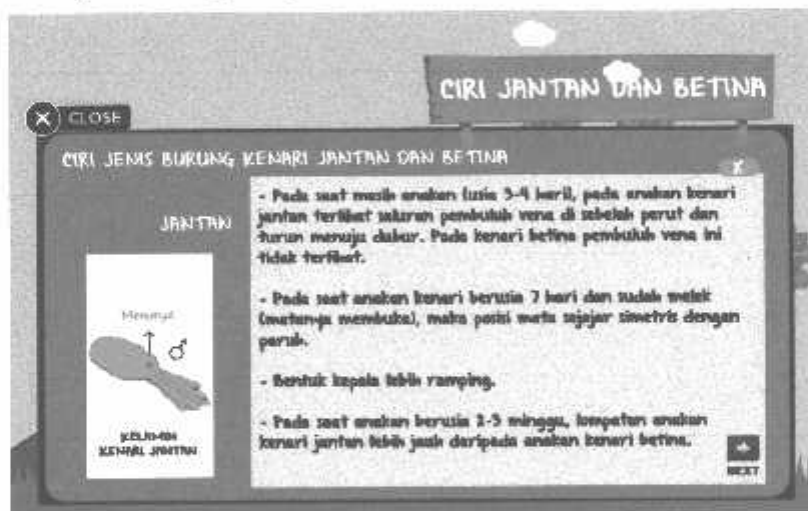 CIRI JANTAN DAN BETINA
CLOSE
CIRI JENIS BURUNG KENARI JANTAN DAN BETINA
X
JANTAN
- Pada saat masih anakan (usia 3-4 hari), pada anakan kenari
jantan terlihat saluran pembuluh vena di sebelah perut dan
turun menuju dubur. Pada kenari betina pembuluh vena ini
tidak terlihat.
- Pada saat anakan kenari berusia 7 hari dan sudah melek
(matanya membuka), maka posisi mata sejajar simetris dengan
paruh.
- Bentuk kepala lebih ramping.
- Pada saat anakan berusia 2-3 minggu, lompatan anakan
kenari jantan lebih jauh daripada anakan kenari betina.
Menonjol
KELAMIN
KENARI JANTAN
NEXT